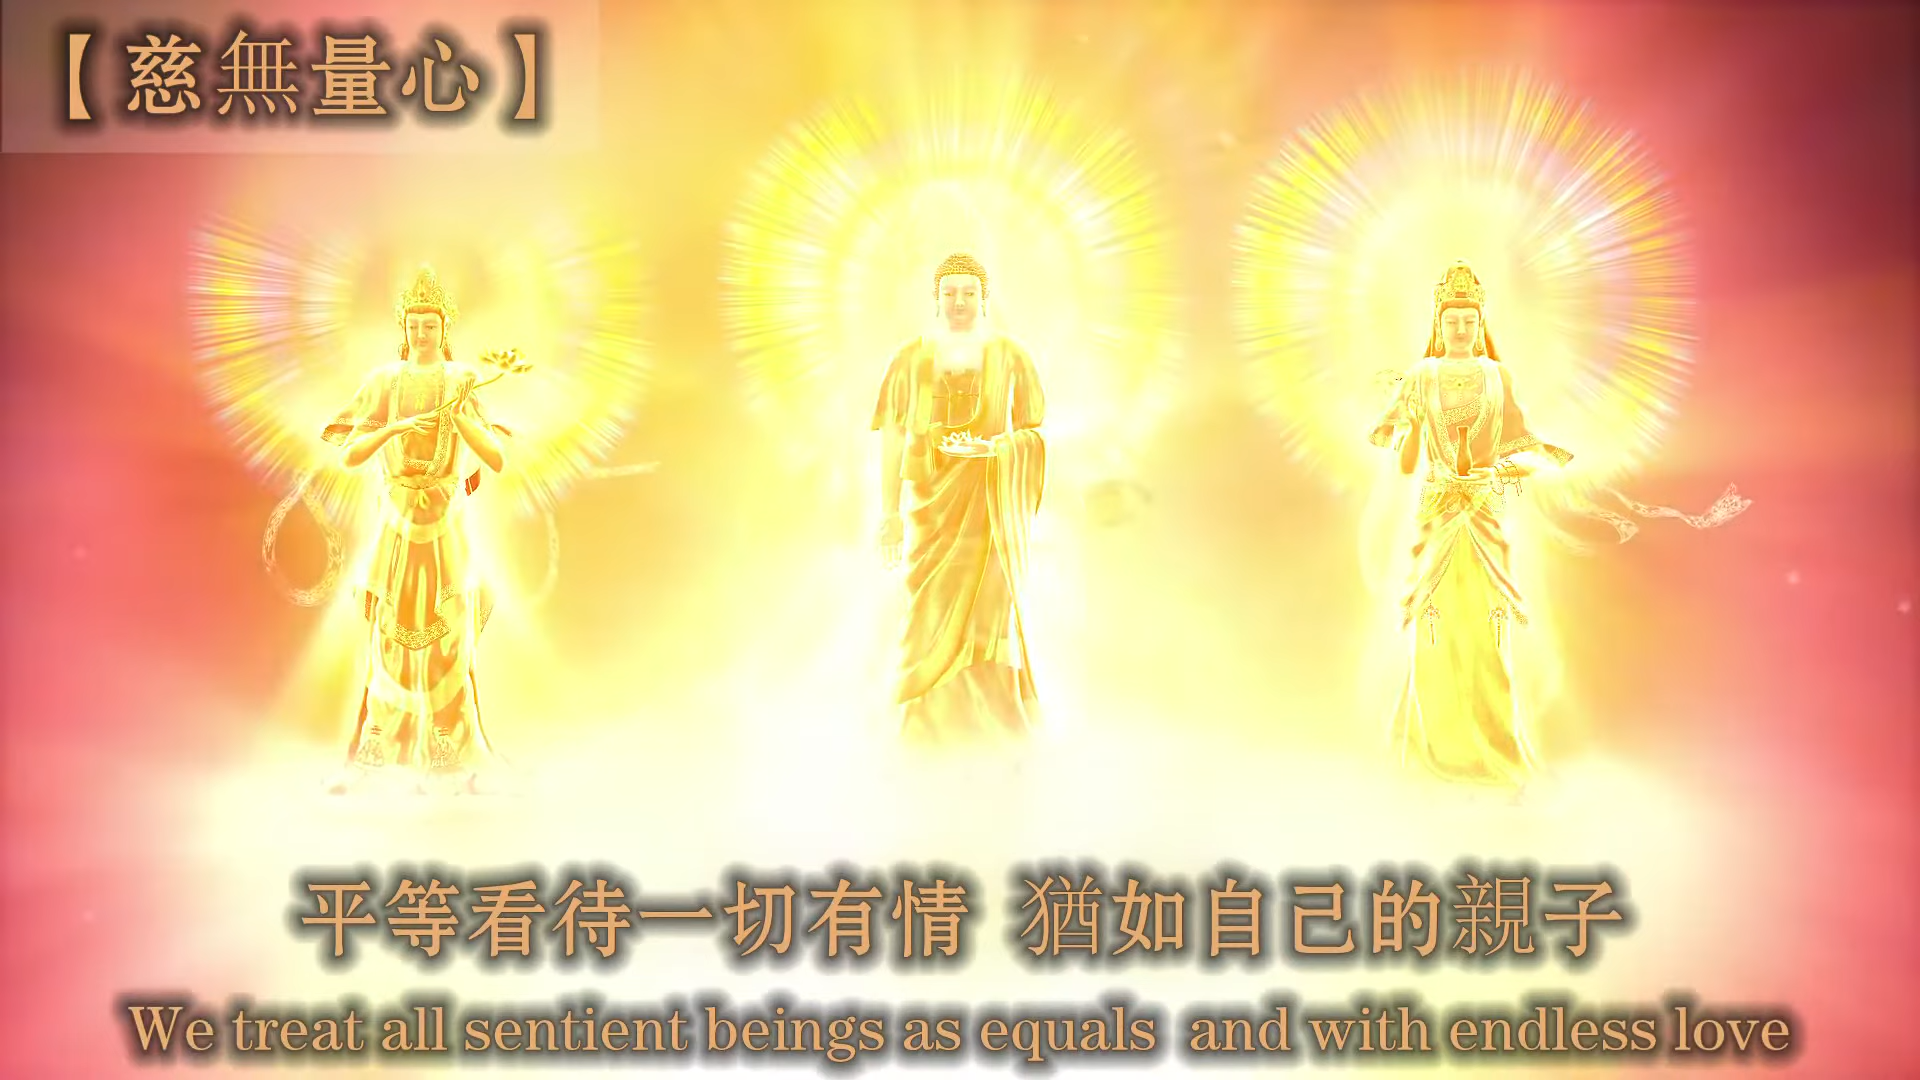 【慈無量心】
平等看待一切有情 猶如自己的親子
We treat all sentient beings as equals and with endless love